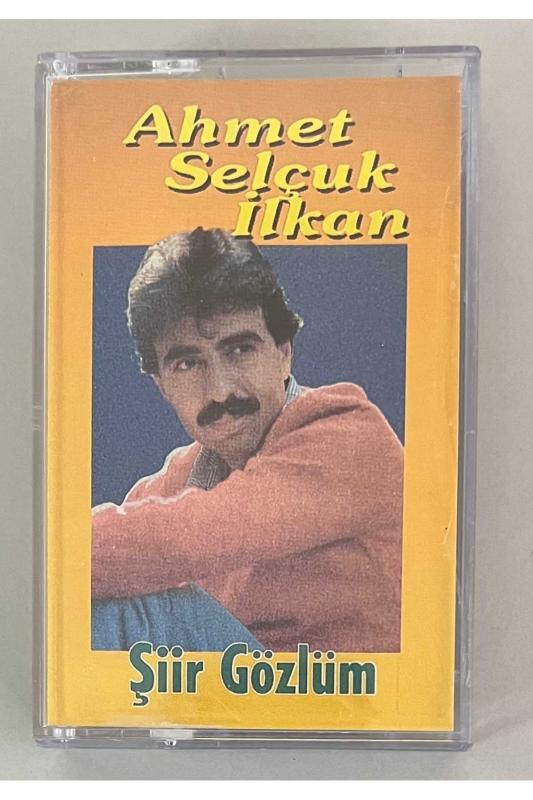 Ahmet
Selçuk
İlkan
Şiir Gözlüm